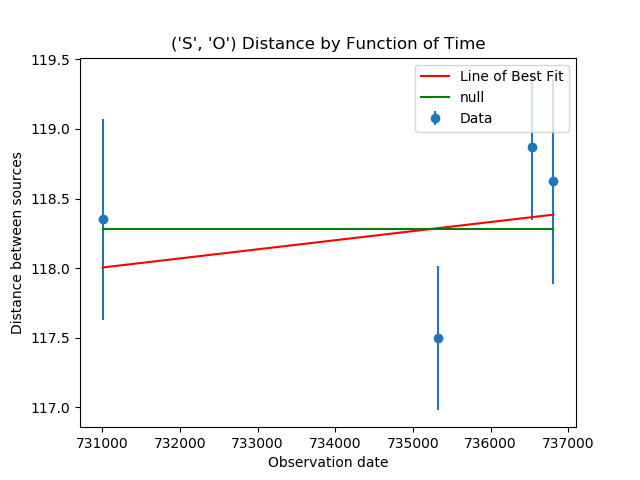 ('S', 'O') Distance by Function of Time
119.5
119.0
118.5
118.0
117.5
117.0
Distance between sources
Line of Best Fit
null
Data
731000 732000 733000 734000 735000 736000 737000
Observation date